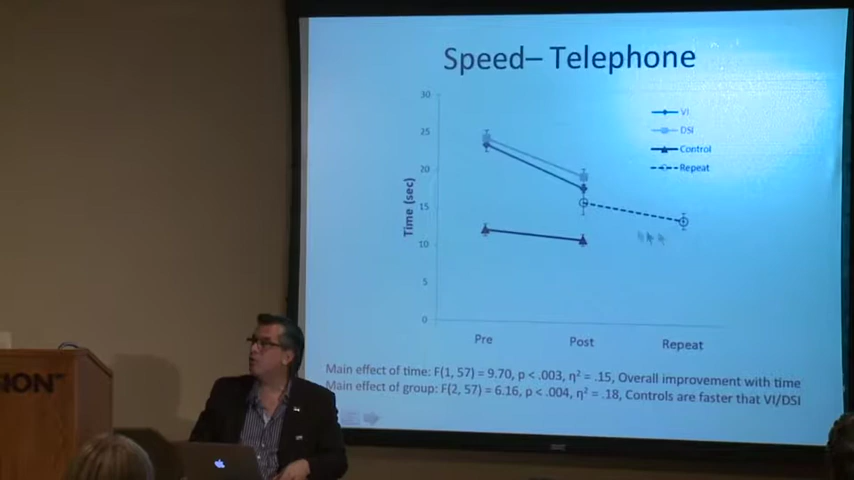 Speed– Telephone
30
25
20
15
10
5
0
Time (sec)
VI
DSI
Control
Repeat
Pre
Post
Repeat
Main effect of time: F(1, 57) = 9.70, p < .003, η² = .15, Overall improvement with time
Main effect of group: F(2, 57) = 6.16, p < .004, η² = .18, Controls are faster that VI/DSI
SION™